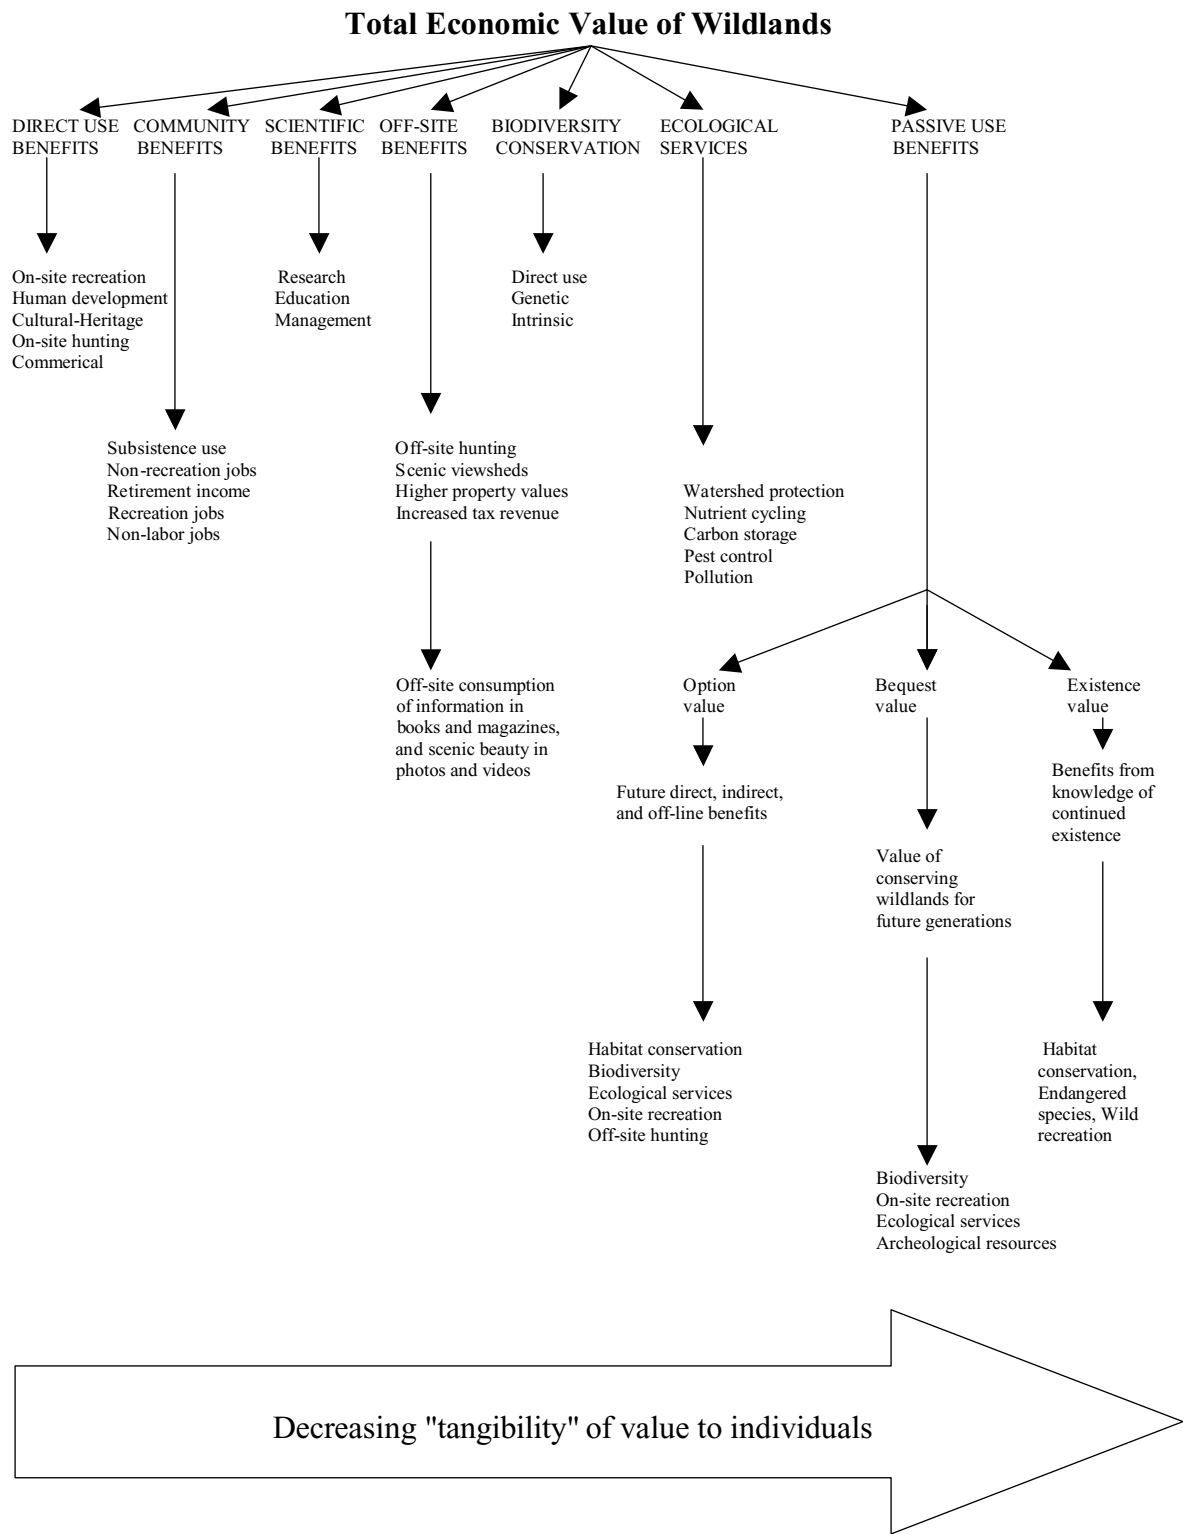 Total Economic Value of Wildlands
DIRECT USE
BENEFITS
COMMUNITY
BENEFITS
SCIENTIFIC
BENEFITS
OFF-SITE
BENEFITS
BIODIVERSITY
CONSERVATION
ECOLOGICAL
SERVICES
PASSIVE USE
BENEFITS
On-site recreation
Human development
Cultural-Heritage
On-site hunting
Commerical
Research
Education
Management
Direct use
Genetic
Intrinsic
Subsistence use
Non-recreation jobs
Retirement income
Recreation jobs
Non-labor jobs
Off-site hunting
Scenic viewsheds
Higher property values
Increased tax revenue
Watershed protection
Nutrient cycling
Carbon storage
Pest control
Pollution
Off-site consumption
of information in
books and magazines,
and scenic beauty in
photos and videos
Option
value
Bequest
value
Existence
value
Future direct, indirect,
and off-line benefits
Benefits from
knowledge of
continued
existence
Value of
conserving
wildlands for
future generations
Habitat conservation
Biodiversity
Ecological services
On-site recreation
Off-site hunting
Habitat
conservation,
Endangered
species, Wild
recreation
Biodiversity
On-site recreation
Ecological services
Archeological resources
Decreasing "tangibility" of value to individuals